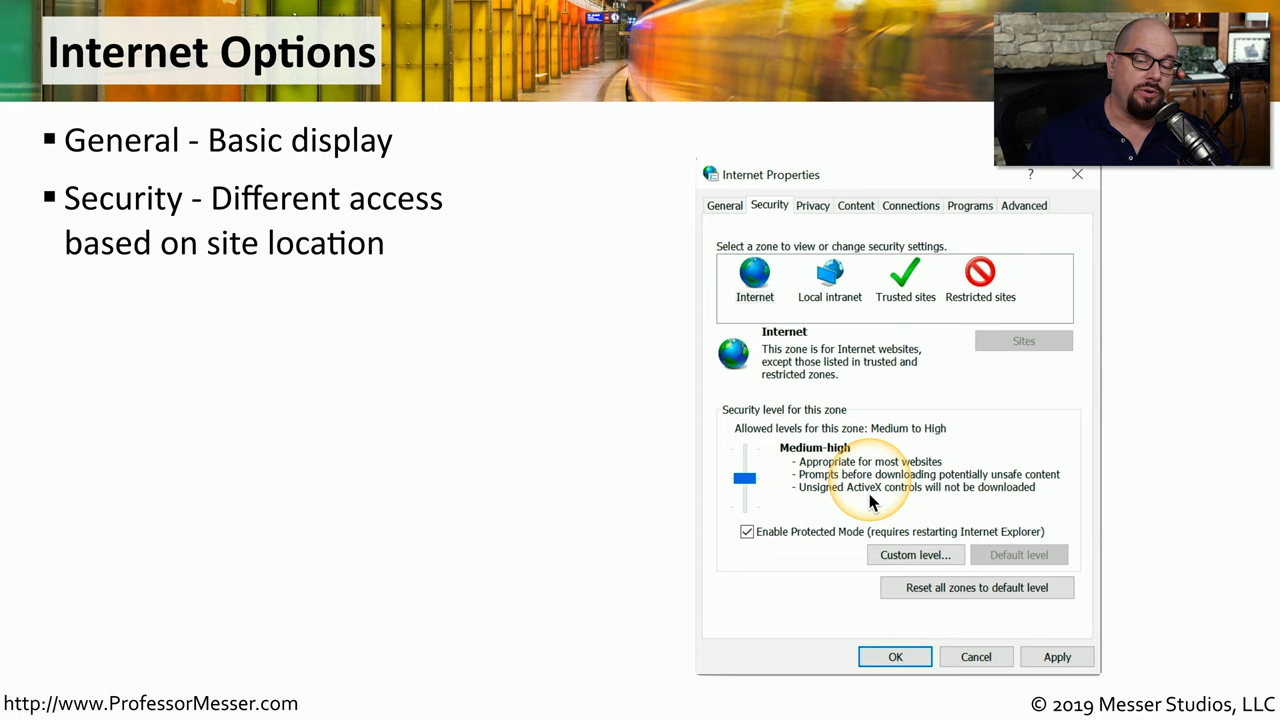 Internet Options
▪ General - Basic display
▪ Security - Different access
based on site location
Internet Properties
?
General Security Privacy Content Connections Programs Advanced
Select a zone to view or change security settings.
Internet Local intranet Trusted sites Restricted sites
Internet
This zone is for Internet websites,
except those listed in trusted and
restricted zones.
Sites
Security level for this zone
Allowed levels for this zone: Medium to High
Medium-high
- Appropriate for most websites
- Prompts before downloading potentially unsafe content
- Unsigned ActiveX controls will not be downloaded
Enable Protected Mode (requires restarting Internet Explorer)
Custom level... Default level
Reset all zones to default level
OK Cancel Apply
http://www.ProfessorMesser.com
© 2019 Messer Studios, LLC